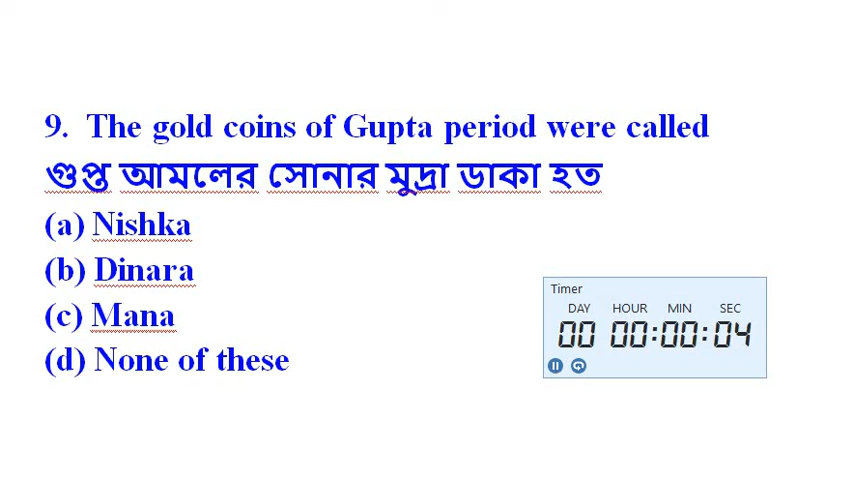 9. The gold coins of Gupta period were called
গুপ্ত আমলের সোনার মুদ্রা ডাকা হত
(a) Nishka
(b) Dinara
(c) Mana
(d) None of these
Timer
DAY HOUR MIN SEC
00 00:00:04